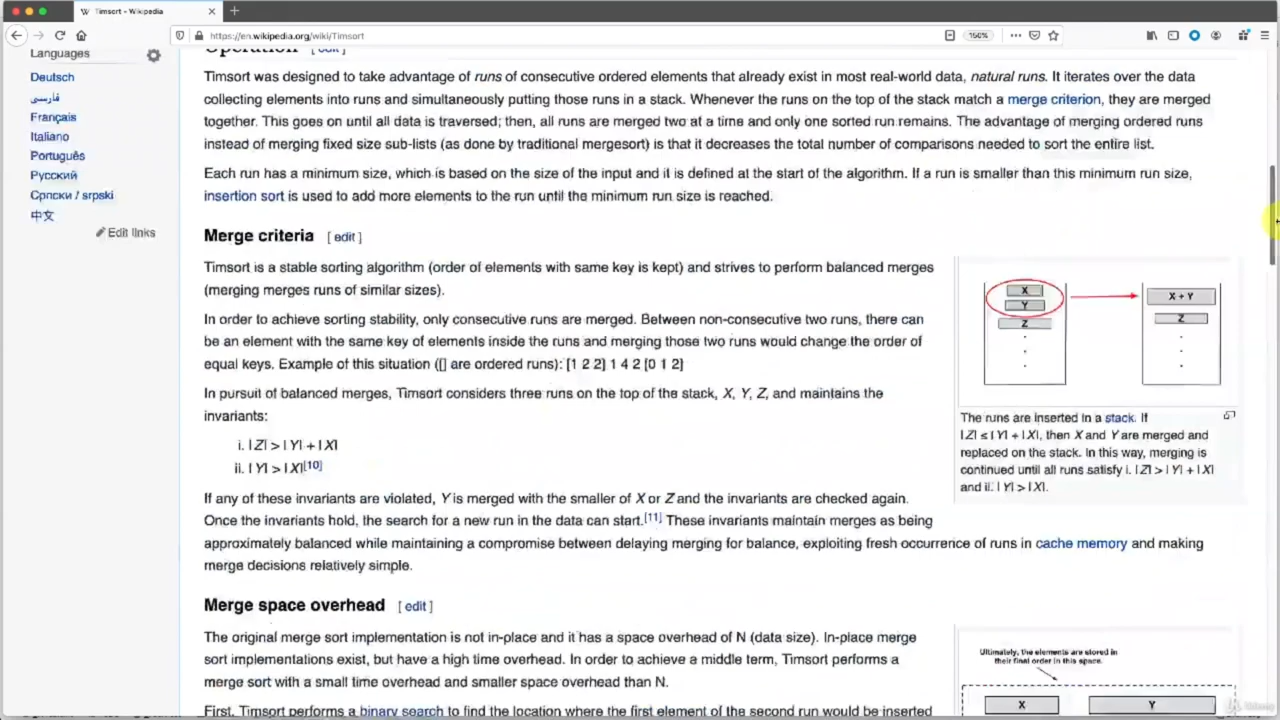 Timsort - Wikipedia
https://en.wikipedia.org/wiki/Timsort
150%
Languages
Deutsch
فارسی
Français
Italiano
Português
Русский
Српски / srpski
中文
Edit links
Operation [ edit ]
Timsort was designed to take advantage of runs of consecutive ordered elements that already exist in most real-world data, natural runs. It iterates over the data
collecting elements into runs and simultaneously putting those runs in a stack. Whenever the runs on the top of the stack match a merge criterion, they are merged
together. This goes on until all data is traversed; then, all runs are merged two at a time and only one sorted run remains. The advantage of merging ordered runs
instead of merging fixed size sub-lists (as done by traditional mergesort) is that it decreases the total number of comparisons needed to sort the entire list.
Each run has a minimum size, which is based on the size of the input and it is defined at the start of the algorithm. If a run is smaller than this minimum run size,
insertion sort is used to add more elements to the run until the minimum run size is reached.
Merge criteria [ edit ]
Timsort is a stable sorting algorithm (order of elements with same key is kept) and strives to perform balanced merges
(merging merges runs of similar sizes).
In order to achieve sorting stability, only consecutive runs are merged. Between non-consecutive two runs, there can
be an element with the same key of elements inside the runs and merging those two runs would change the order of
equal keys. Example of this situation ([] are ordered runs): [1 2 2] 1 4 2 [0 1 2]
In pursuit of balanced merges, Timsort considers three runs on the top of the stack, X, Y, Z, and maintains the
invariants:
i. |Z| > |Y| + |X|
ii. |Y| > |X|[10]
If any of these invariants are violated, Y is merged with the smaller of X or Z and the invariants are checked again.
Once the invariants hold, the search for a new run in the data can start.[11] These invariants maintain merges as being
approximately balanced while maintaining a compromise between delaying merging for balance, exploiting fresh occurrence of runs in cache memory and making
merge decisions relatively simple.
X
Y
Z
X + Y
Z
The runs are inserted in a stack. If
|Z| ≤ |Y| + |X|, then X and Y are merged and
replaced on the stack. In this way, merging is
continued until all runs satisfy i. |Z| > |Y| + |X|
and ii. |Y| > |X|.
Merge space overhead [ edit ]
The original merge sort implementation is not in-place and it has a space overhead of N (data size). In-place merge
sort implementations exist, but have a high time overhead. In order to achieve a middle term, Timsort performs a
merge sort with a small time overhead and smaller space overhead than N.
First, Timsort performs a binary search to find the location where the first element of the second run would be inserted
Ultimately, the elements are stored in
their final order in this space.
X
Y